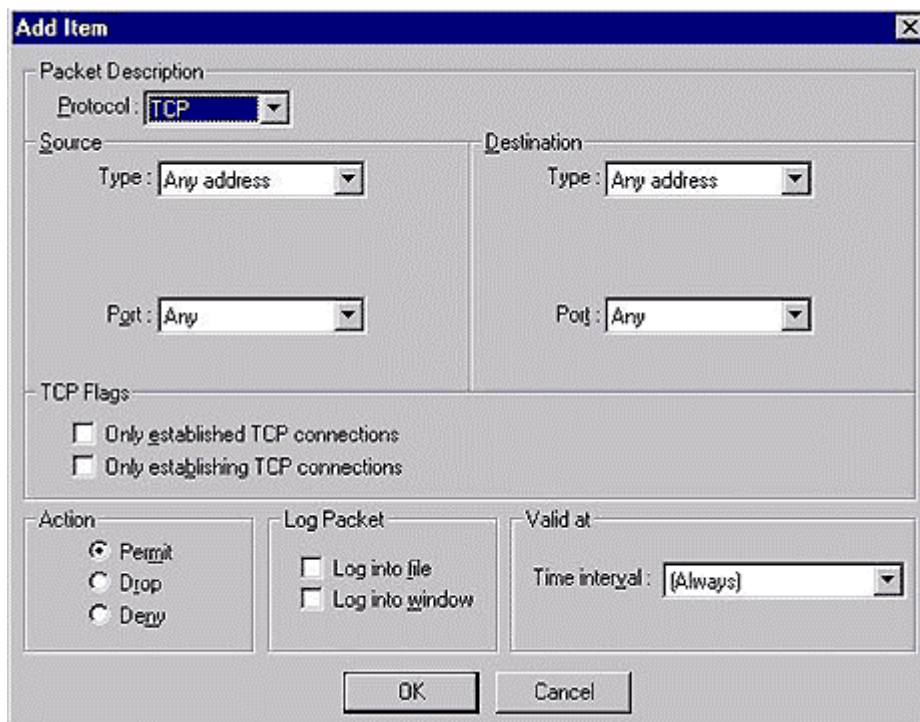 Add Item
Packet Description
Protocol : TCP
Source
Destination
Type : Any address
Type : Any address
Port : Any
Port : Any
TCP Flags
Only established TCP connections
Only establishing TCP connections
Action
Log Packet
Valid at
Permit
Drop
Deny
Log into file
Log into window
Time interval : (Always)
OK
Cancel